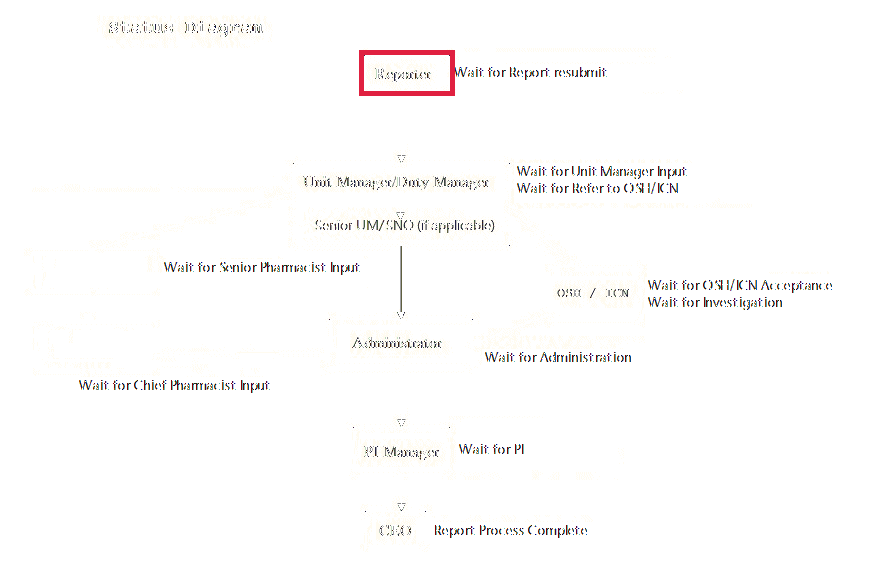 Status Diagram
Reporter
Wait for Report resubmit
Unit Manager/Duty Manager
Wait for Unit Manager Input
Wait for Refer to OSH/ICN
Senior UM/SNO (if applicable)
Wait for Senior Pharmacist Input
OSH / ICN
Wait for OSH/ICN Acceptance
Wait for Investigation
Administrator
Wait for Administration
Wait for Chief Pharmacist Input
PI Manager
Wait for PI
CEO
Report Process Complete